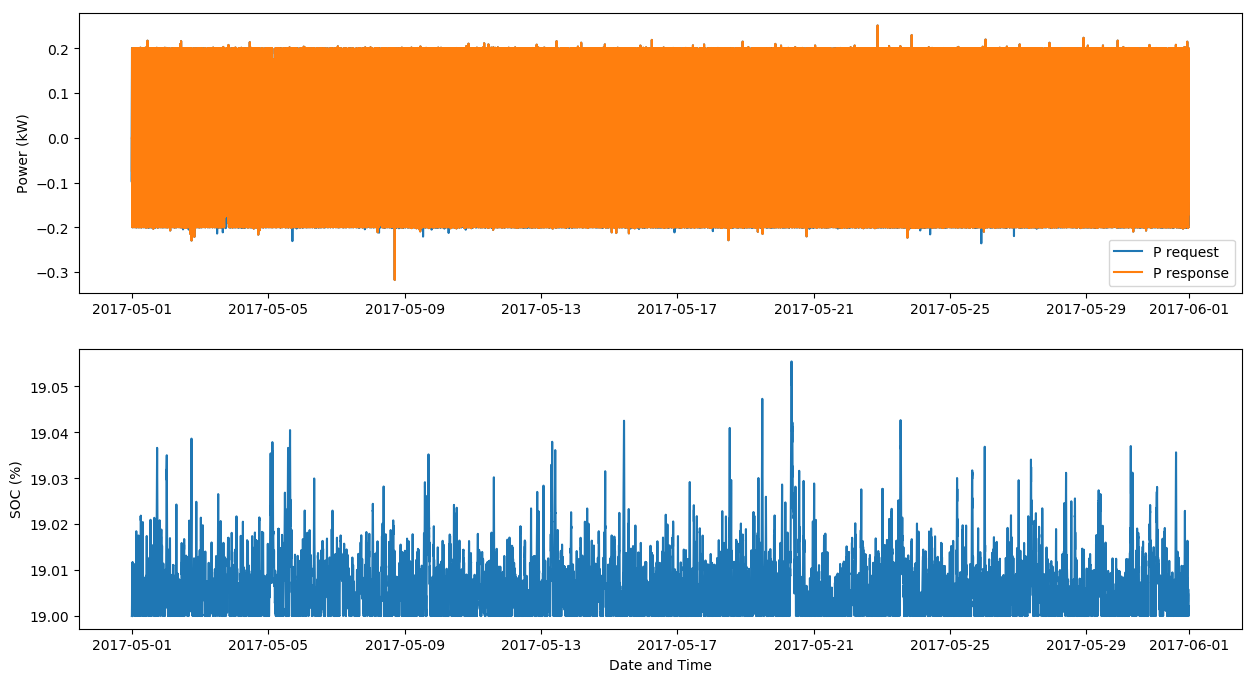 Power (kW)
0.2
0.1
0.0
−0.1
−0.2
−0.3
P request
P response
2017-05-01 2017-05-05 2017-05-09 2017-05-13 2017-05-17 2017-05-21 2017-05-25 2017-05-29 2017-06-01
SOC (%)
19.05
19.04
19.03
19.02
19.01
19.00
2017-05-01 2017-05-05 2017-05-09 2017-05-13 2017-05-17 2017-05-21 2017-05-25 2017-05-29 2017-06-01
Date and Time